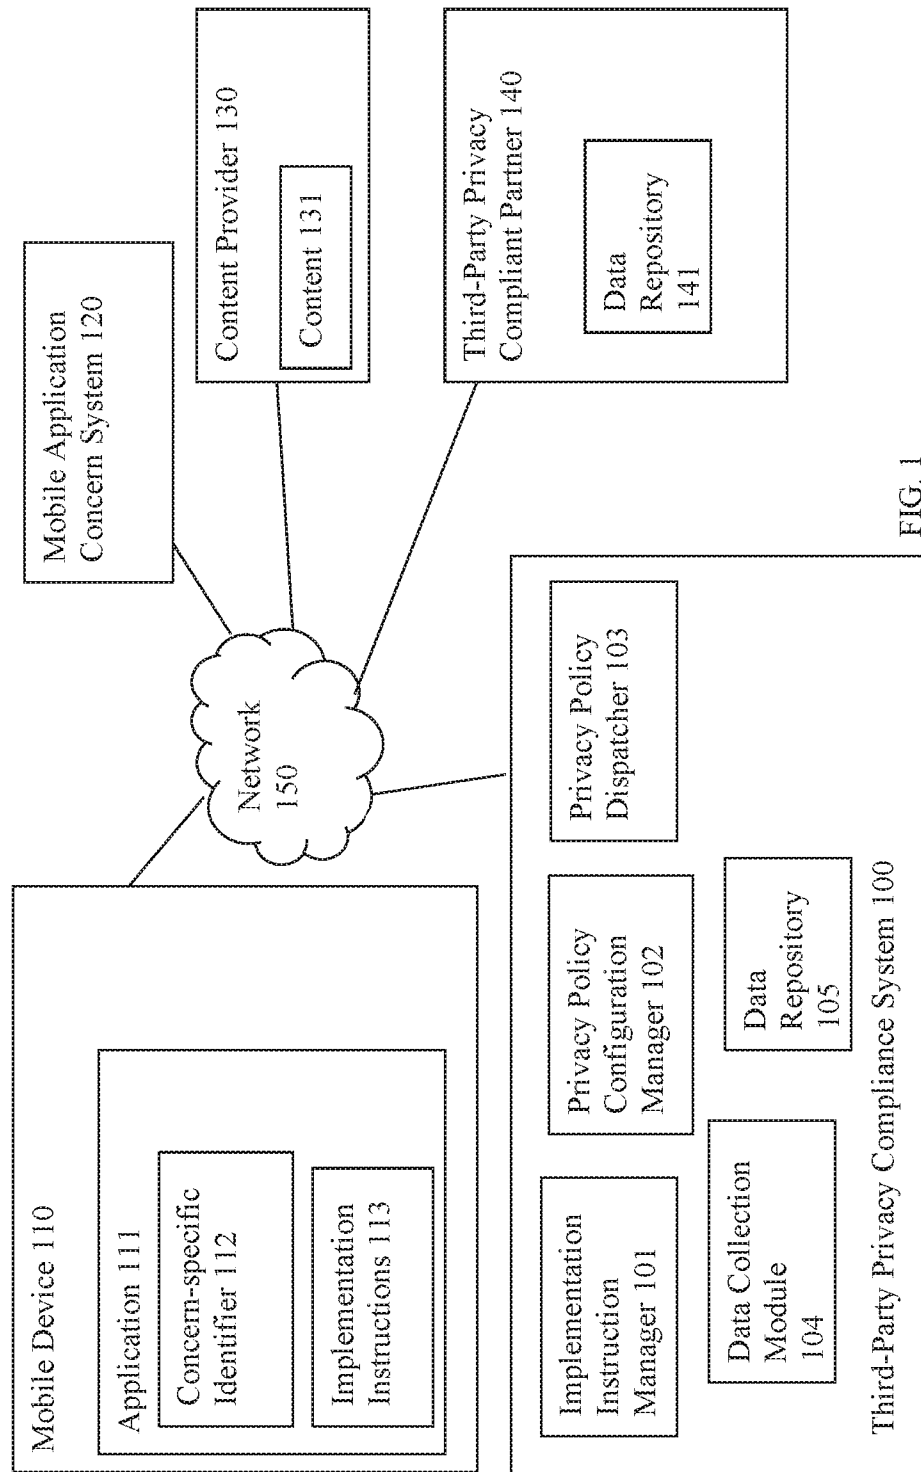 Mobile Device 110
Application 111
Concern-specific
Identifier 112
Implementation
Instructions 113
Network
150
Mobile Application
Concern System 120
Content Provider 130
Content 131
Third-Party Privacy
Compliant Partner 140
Data
Repository
141
Implementation
Instruction
Manager 101
Privacy Policy
Configuration
Manager 102
Privacy Policy
Dispatcher 103
Data Collection
Module
104
Data
Repository
105
Third-Party Privacy Compliance System 100
FIG. 1